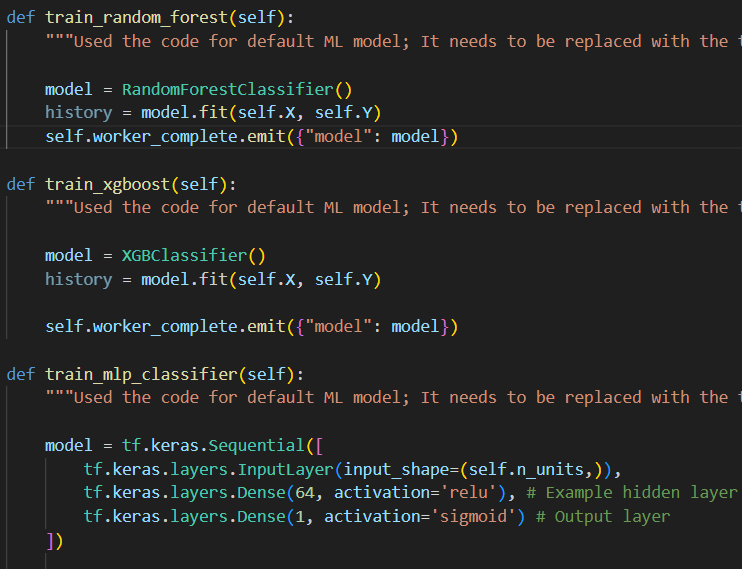 def train_random_forest(self):
    """Used the code for default ML model; It needs to be replaced with the
    model = RandomForestClassifier()
    history = model.fit(self.X, self.Y)
    self.worker_complete.emit({"model": model})
def train_xgboost(self):
    """Used the code for default ML model; It needs to be replaced with the
    model = XGBClassifier()
    history = model.fit(self.X, self.Y)
    self.worker_complete.emit({"model": model})
def train_mlp_classifier(self):
    """Used the code for default ML model; It needs to be replaced with the
    model = tf.keras.Sequential([
        tf.keras.layers.InputLayer(input_shape=(self.n_units,)),
        tf.keras.layers.Dense(64, activation='relu'), # Example hidden layer
        tf.keras.layers.Dense(1, activation='sigmoid') # Output layer
    ])